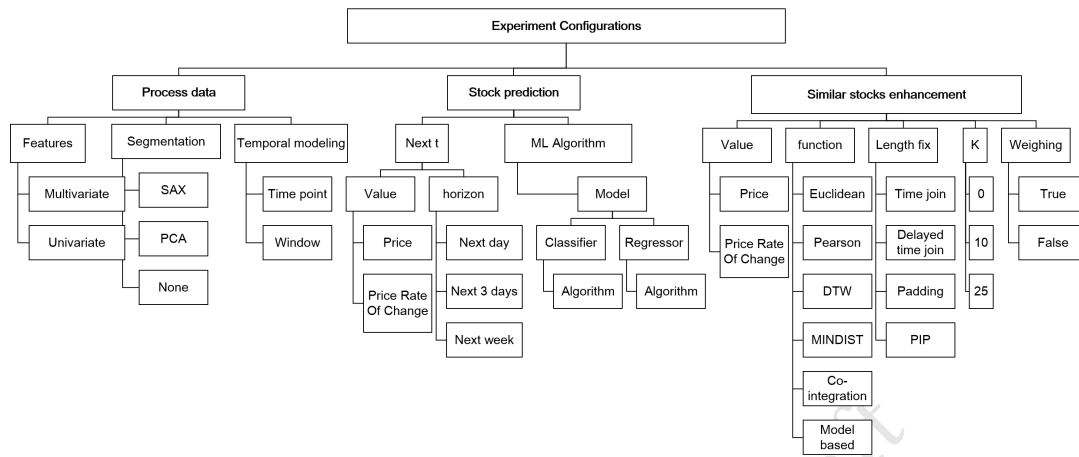 Experiment Configurations
Process data
Stock prediction
Similar stocks enhancement
Features
Segmentation
Temporal modeling
Next t
ML Algorithm
Value
function
Length fix
K
Weighing
Multivariate
Univariate
SAX
PCA
None
Time point
Window
Value
horizon
Price
Price Rate
Of Change
Next day
Next 3 days
Next week
Model
Classifier
Regressor
Algorithm
Algorithm
Price
Price Rate
Of Change
Euclidean
Pearson
DTW
MINDIST
Co-
integration
Model
based
Time join
Delayed
time join
Padding
PIP
0
10
25
True
False